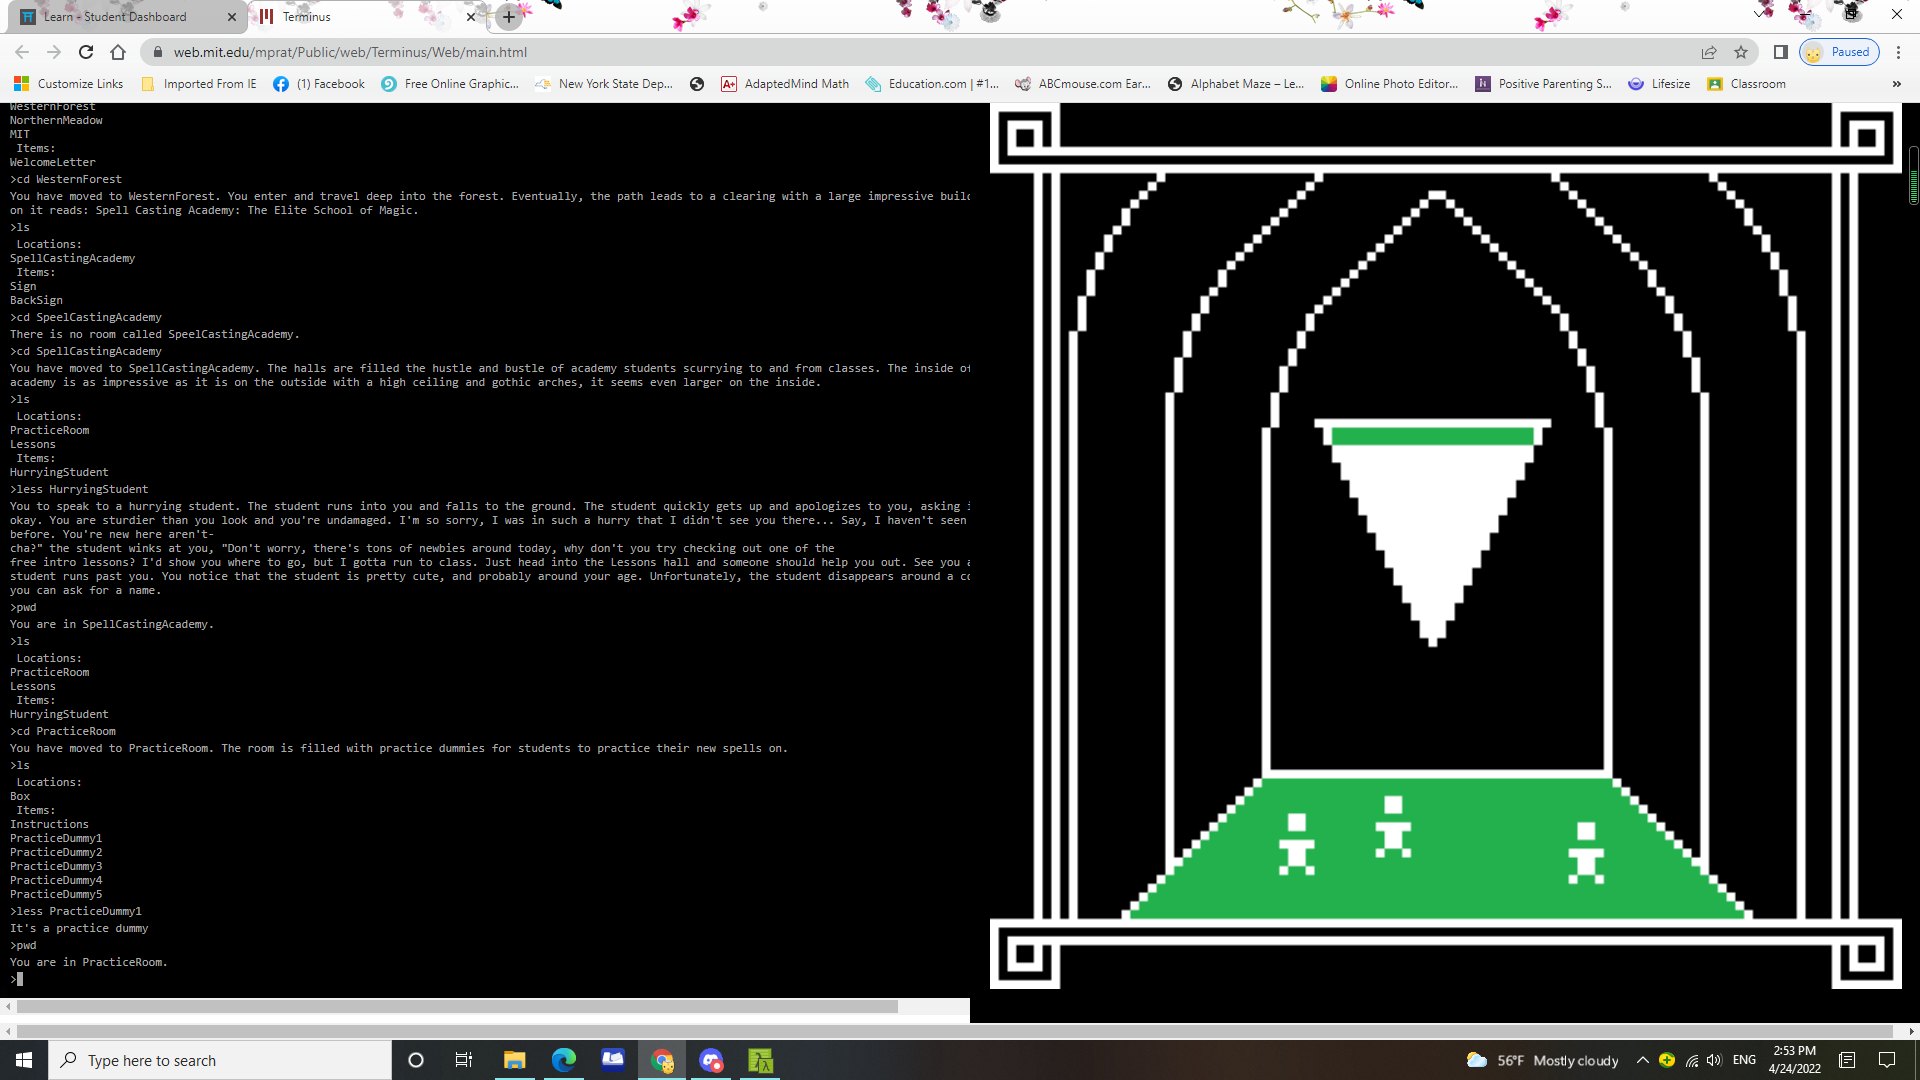 Learn - Student Dashboard
Terminus
web.mit.edu/mprat/Public/web/Terminus/Web/main.html
Paused
Customize Links
Imported From IE
(1) Facebook
Free Online Graphic...
New York State Dep...
A+ AdaptedMind Math
Education.com | #1...
ABCmouse.com Ear...
Alphabet Maze – Le...
Online Photo Editor...
Positive Parenting S...
Lifesize
Classroom
»
WesternForest
NorthernMeadow
MIT
Items:
WelcomeLetter
>cd WesternForest
You have moved to WesternForest. You enter and travel deep into the forest. Eventually, the path leads to a clearing with a large impressive
on it reads: Spell Casting Academy: The Elite School of Magic.
>ls
Locations:
SpellCastingAcademy
Items:
Sign
BackSign
>cd SpeelCastingAcademy
There is no room called SpeelCastingAcademy.
>cd SpellCastingAcademy
You have moved to SpellCastingAcademy. The halls are filled the hustle and bustle of academy students scurrying to and from classes. The inside of
academy is as impressive as it is on the outside with a high ceiling and gothic arches, it seems even larger on the inside.
>ls
Locations:
PracticeRoom
Lessons
Items:
HurryingStudent
>less HurryingStudent
You to speak to a hurrying student. The student runs into you and falls to the ground. The student quickly gets up and apologizes to you, asking
okay. You are sturdier than you look and you're undamaged. I'm so sorry, I was in such a hurry that I didn't see you there... Say, I haven't seen
before. You're new here aren't-
cha?" the student winks at you, "Don't worry, there's tons of newbies around today, why don't you try checking out one of the
free intro lessons? I'd show you where to go, but I gotta run to class. Just head into the Lessons hall and someone should help you out. See you
student runs past you. You notice that the student is pretty cute, and probably around your age. Unfortunately, the student disappears around a
you can ask for a name.
>pwd
You are in SpellCastingAcademy.
>ls
Locations:
PracticeRoom
Lessons
Items:
HurryingStudent
>cd PracticeRoom
You have moved to PracticeRoom. The room is filled with practice dummies for students to practice their new spells on.
>ls
Locations:
Box
Items:
Instructions
PracticeDummy1
PracticeDummy2
PracticeDummy3
PracticeDummy4
PracticeDummy5
>less PracticeDummy1
It's a practice dummy
>pwd
You are in PracticeRoom.
>
Type here to search
56°F Mostly cloudy
ENG
2:53 PM
4/24/2022